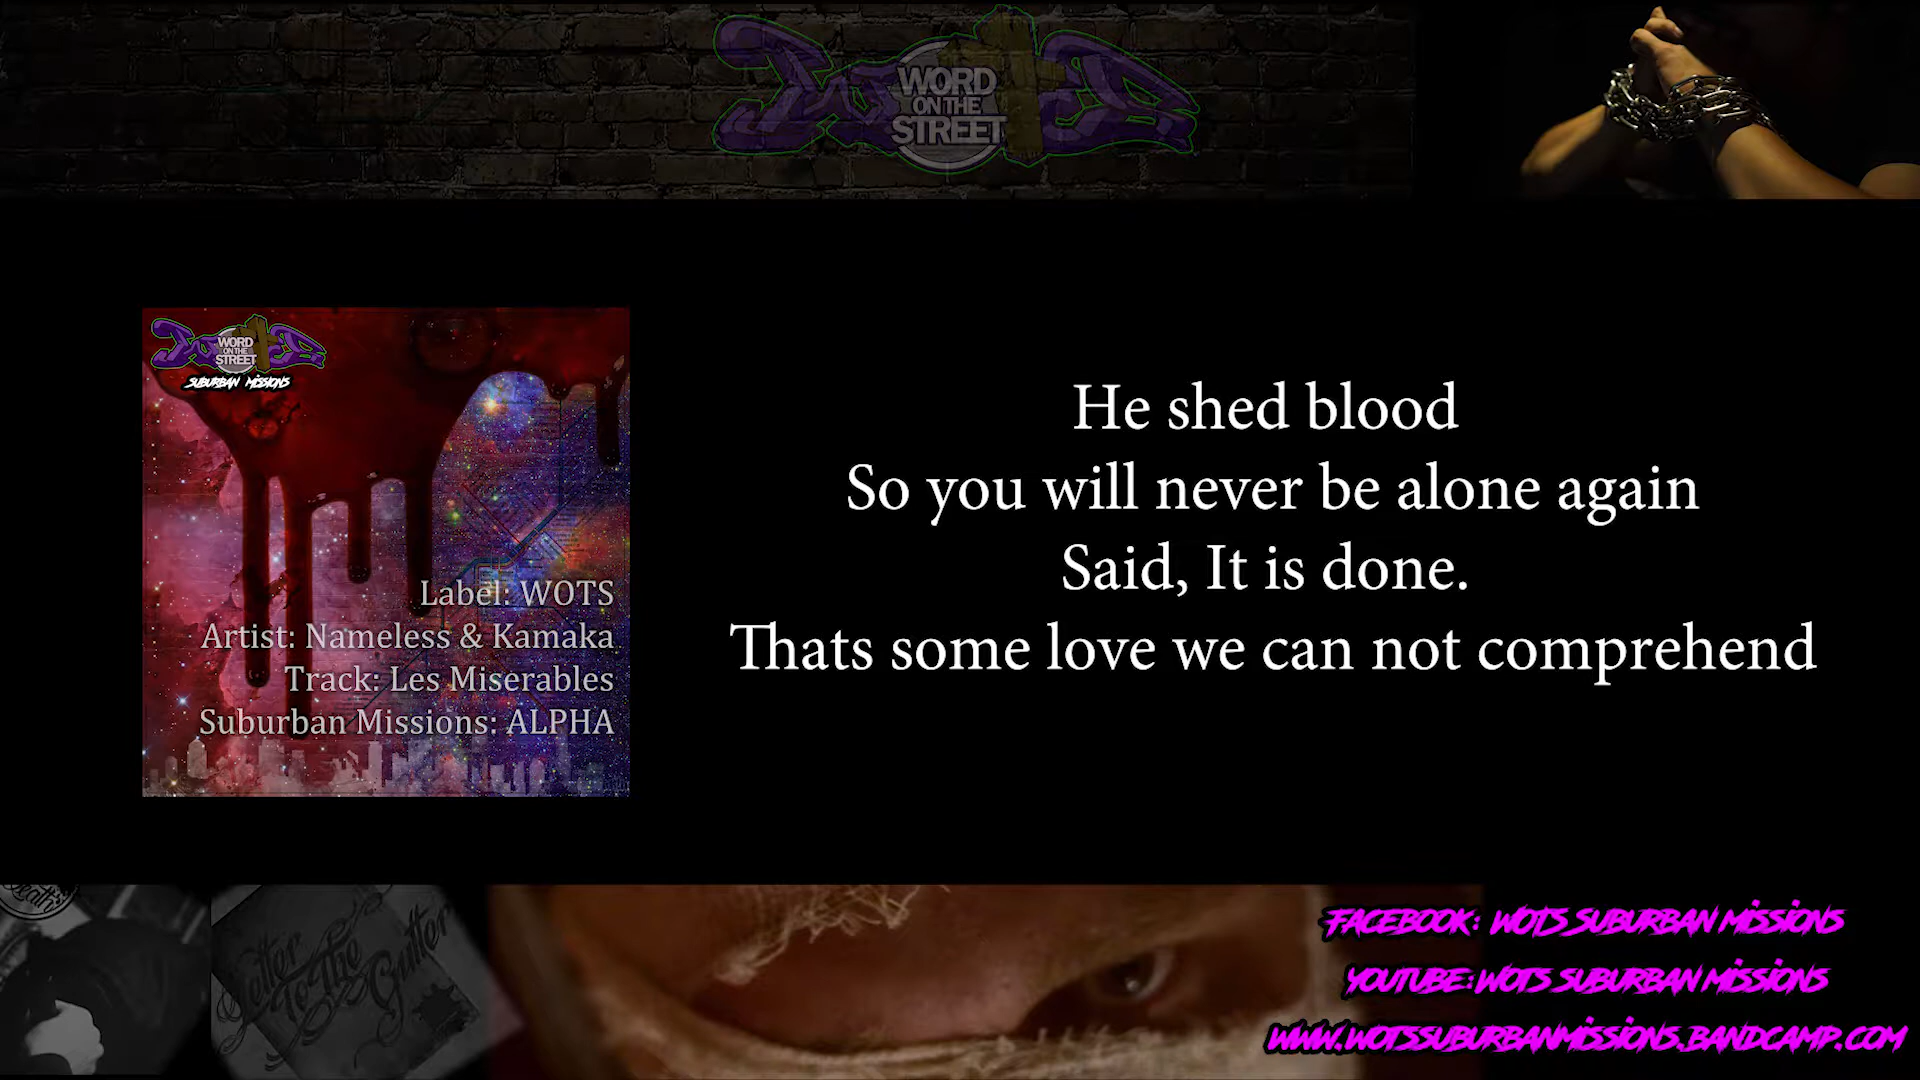 WORD
ON THE
STREET
WORD
ON THE
STREET
SUBURBAN MISSIONS
Label: WOTS
Artist: Nameless & Kamaka
Track: Les Miserables
Suburban Missions: ALPHA
He shed blood
So you will never be alone again
Said, It is done.
Thats some love we can not comprehend
Death
Letter
To The
Gutter
FACEBOOK: WOTS SUBURBAN MISSIONS
YOUTUBE: WOTS SUBURBAN MISSIONS
WWW.WOTSSUBURBANMISSIONS.BANDCAMP.COM